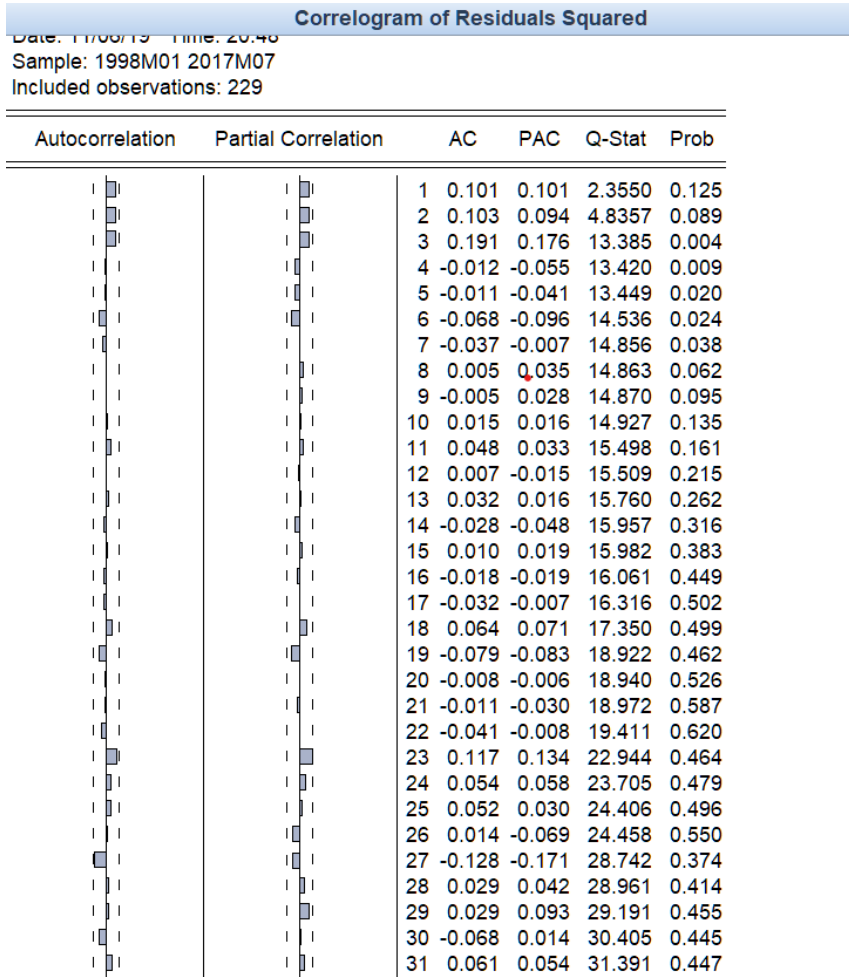 Correlogram of Residuals Squared
Date: 11/06/19 Time: 20:48
Sample: 1998M01 2017M07
Included observations: 229
Autocorrelation Partial Correlation AC PAC Q-Stat Prob
1 0.101 0.101 2.3550 0.125
2 0.103 0.094 4.8357 0.089
3 0.191 0.176 13.385 0.004
4 -0.012 -0.055 13.420 0.009
5 -0.011 -0.041 13.449 0.020
6 -0.068 -0.096 14.536 0.024
7 -0.037 -0.007 14.856 0.038
8 0.005 0.035 14.863 0.062
9 -0.005 0.028 14.870 0.095
10 0.015 0.016 14.927 0.135
11 0.048 0.033 15.498 0.161
12 0.007 -0.015 15.509 0.215
13 0.032 0.016 15.760 0.262
14 -0.028 -0.048 15.957 0.316
15 0.010 0.019 15.982 0.383
16 -0.018 -0.019 16.061 0.449
17 -0.032 -0.007 16.316 0.502
18 0.064 0.071 17.350 0.499
19 -0.079 -0.083 18.922 0.462
20 -0.008 -0.006 18.940 0.526
21 -0.011 -0.030 18.972 0.587
22 -0.041 -0.008 19.411 0.620
23 0.117 0.134 22.944 0.464
24 0.054 0.058 23.705 0.479
25 0.052 0.030 24.406 0.496
26 0.014 -0.069 24.458 0.550
27 -0.128 -0.171 28.742 0.374
28 0.029 0.042 28.961 0.414
29 0.029 0.093 29.191 0.455
30 -0.068 0.014 30.405 0.445
31 0.061 0.054 31.391 0.447